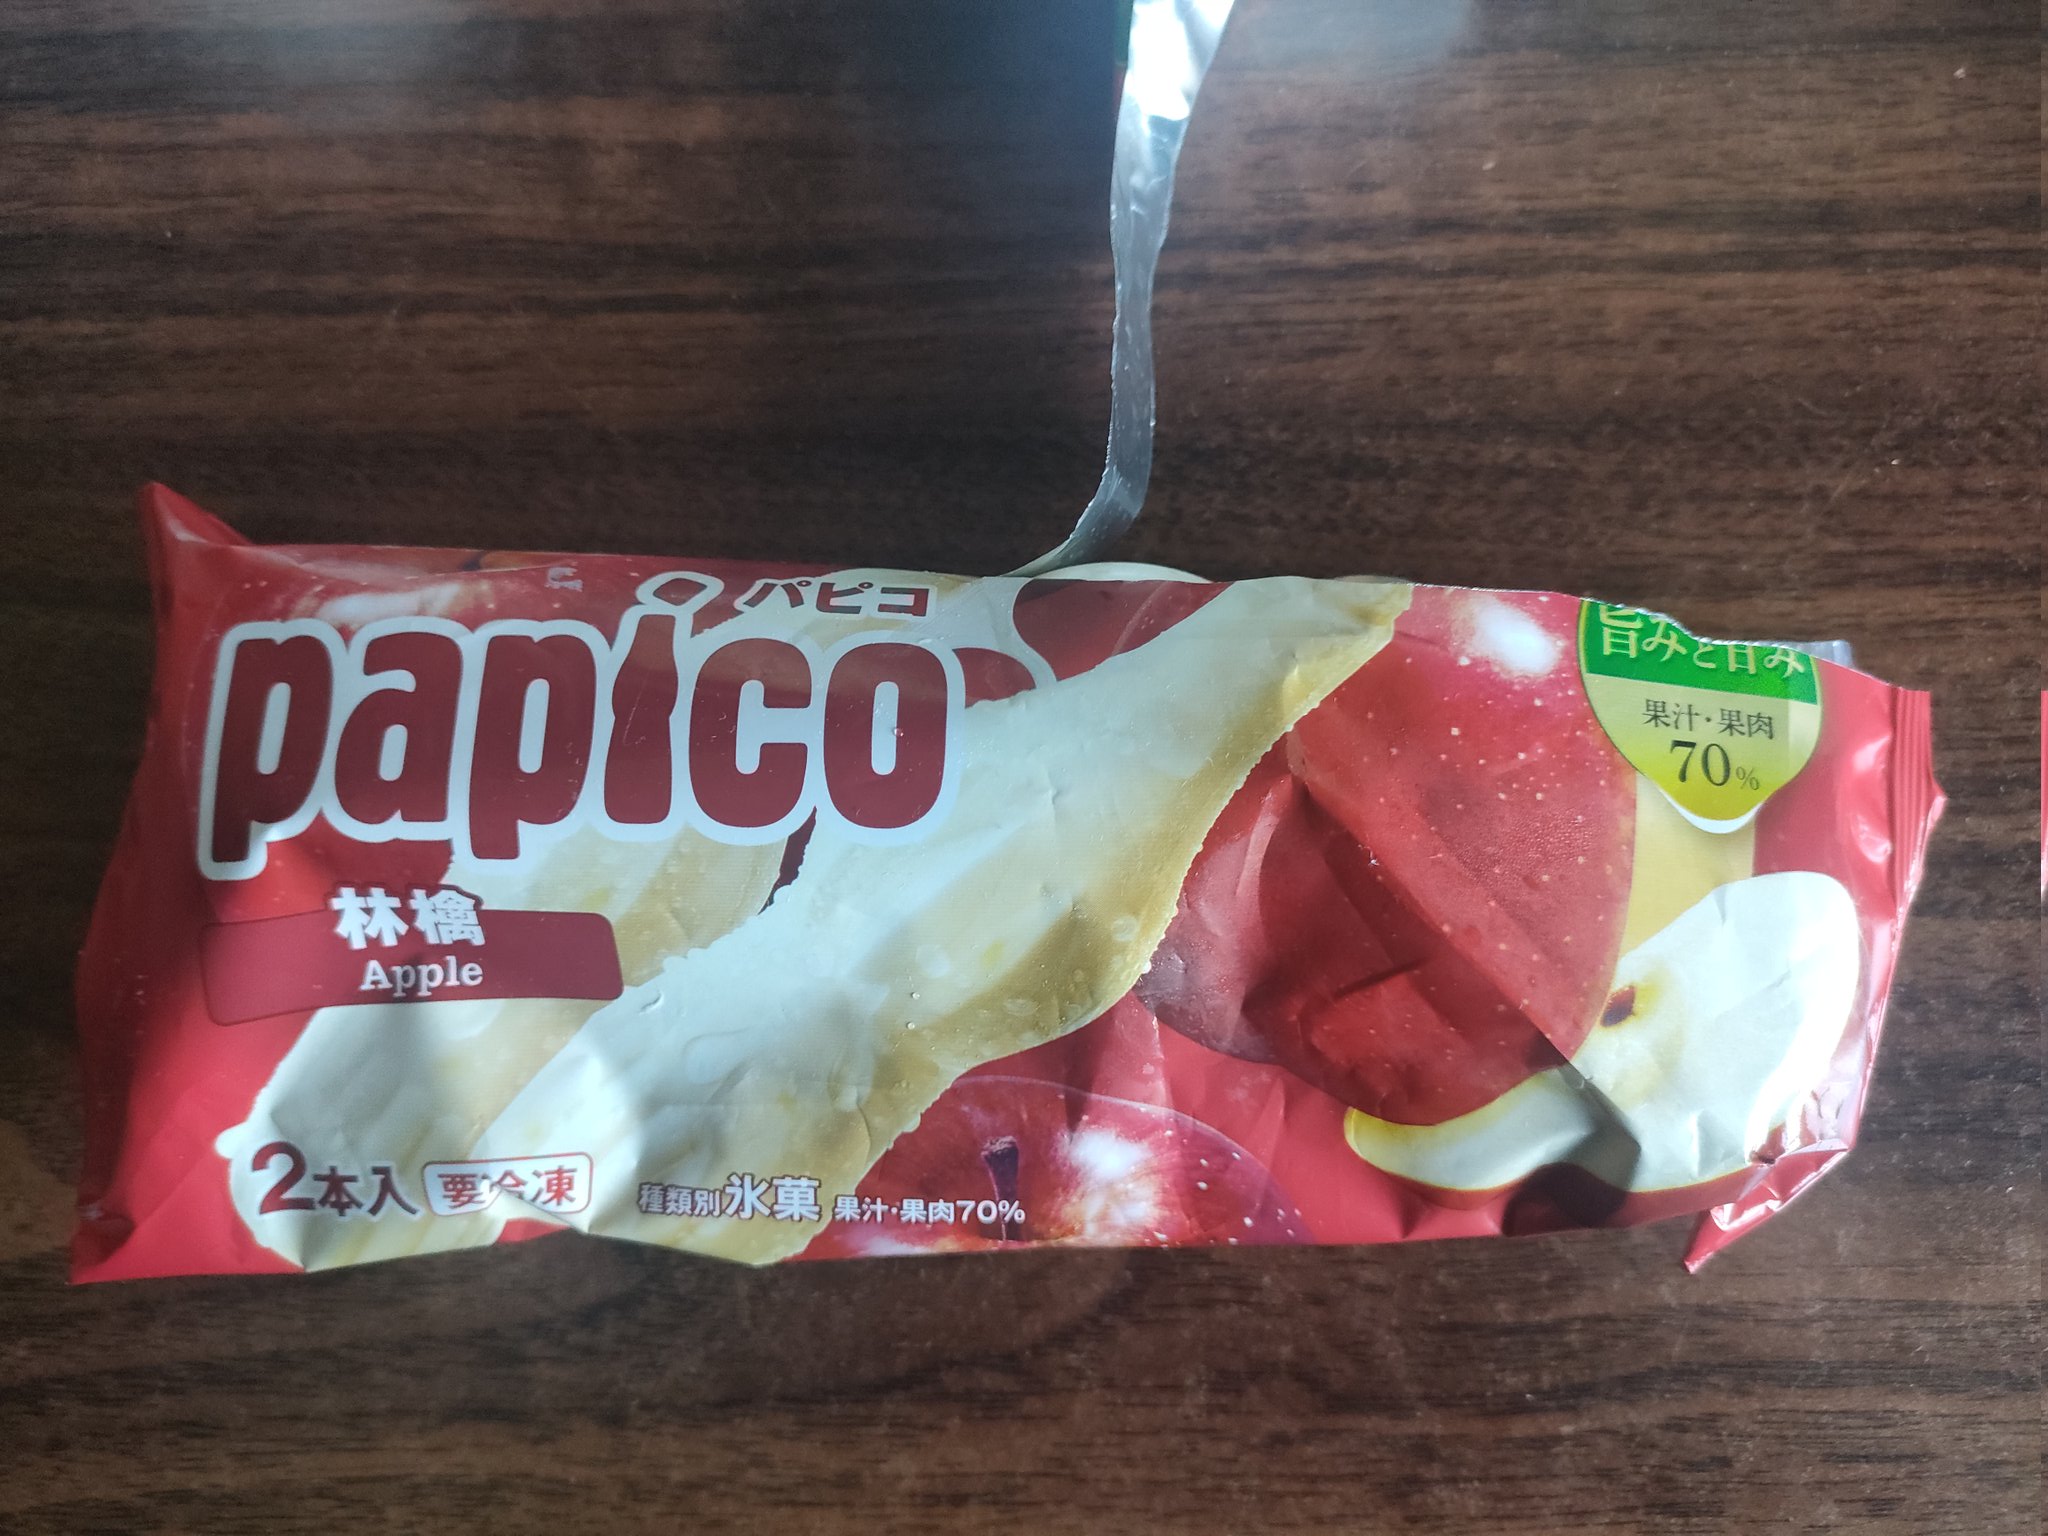 パピコ
papico
林檎
Apple
旨みと甘み
果汁・果肉
70%
2本入 要冷凍
種類別 氷菓 果汁・果肉70%